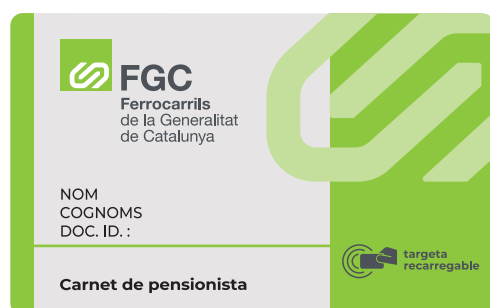 FGC
Ferrocarrils
de la Generalitat
de Catalunya
NOM
COGNOMS
DOC. ID. :
Carnet de pensionista
targeta
recarregable